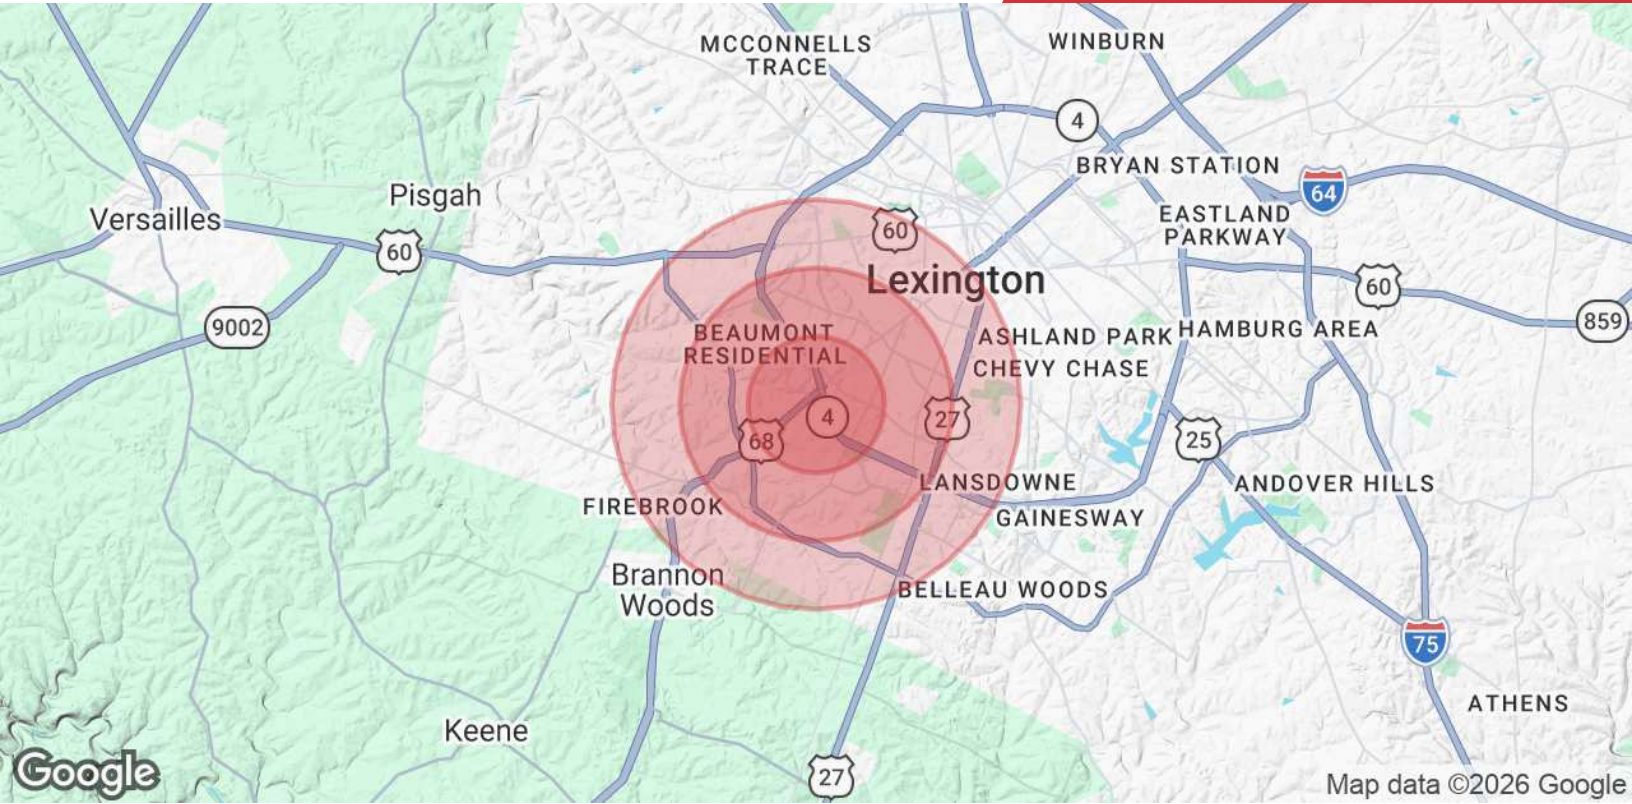 MCCONNELLS
TRACE
WINBURN
4
BRYAN STATION
64
Pisgah
Versailles
60
EASTLAND
PARKWAY
60
Lexington
60
9002
859
BEAUMONT
RESIDENTIAL
ASHLAND PARK
HAMBURG AREA
CHEVY CHASE
4
27
68
25
LANSDOWNE
ANDOVER HILLS
FIREBROOK
GAINESWAY
Brannon
Woods
BELLEAU WOODS
75
ATHENS
Keene
27
Google
Map data ©2026 Google